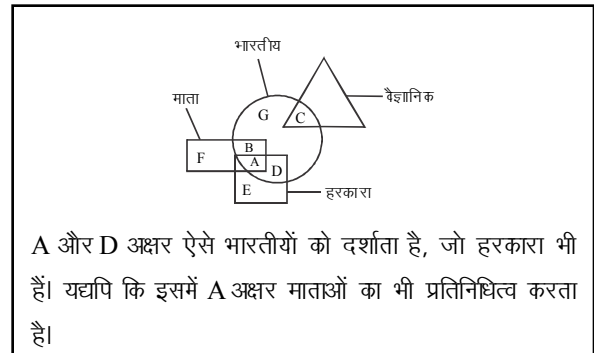 भारतीय
वैज्ञानिक
माता
G
C
B
F
A
D
E
हरकारा
A और D अक्षर ऐसे भारतीयों को दर्शाता है, जो हरकारा भी
हैं। यद्यपि कि इसमें A अक्षर माताओं का भी प्रतिनिधित्व करता
है।